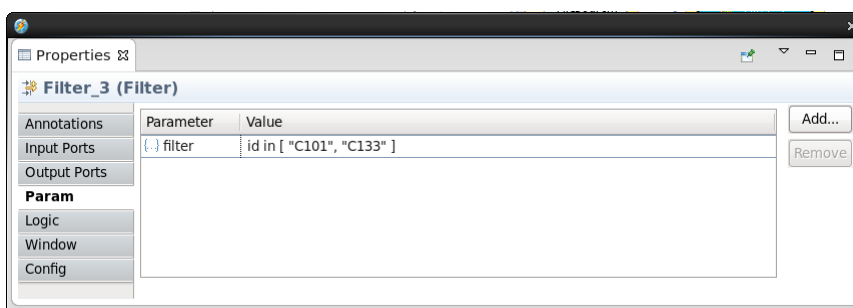 Properties
Filter_3 (Filter)
Annotations
Input Ports
Output Ports
Param
Logic
Window
Config
Parameter Value
filter id in [ "C101", "C133" ]
Add...
Remove